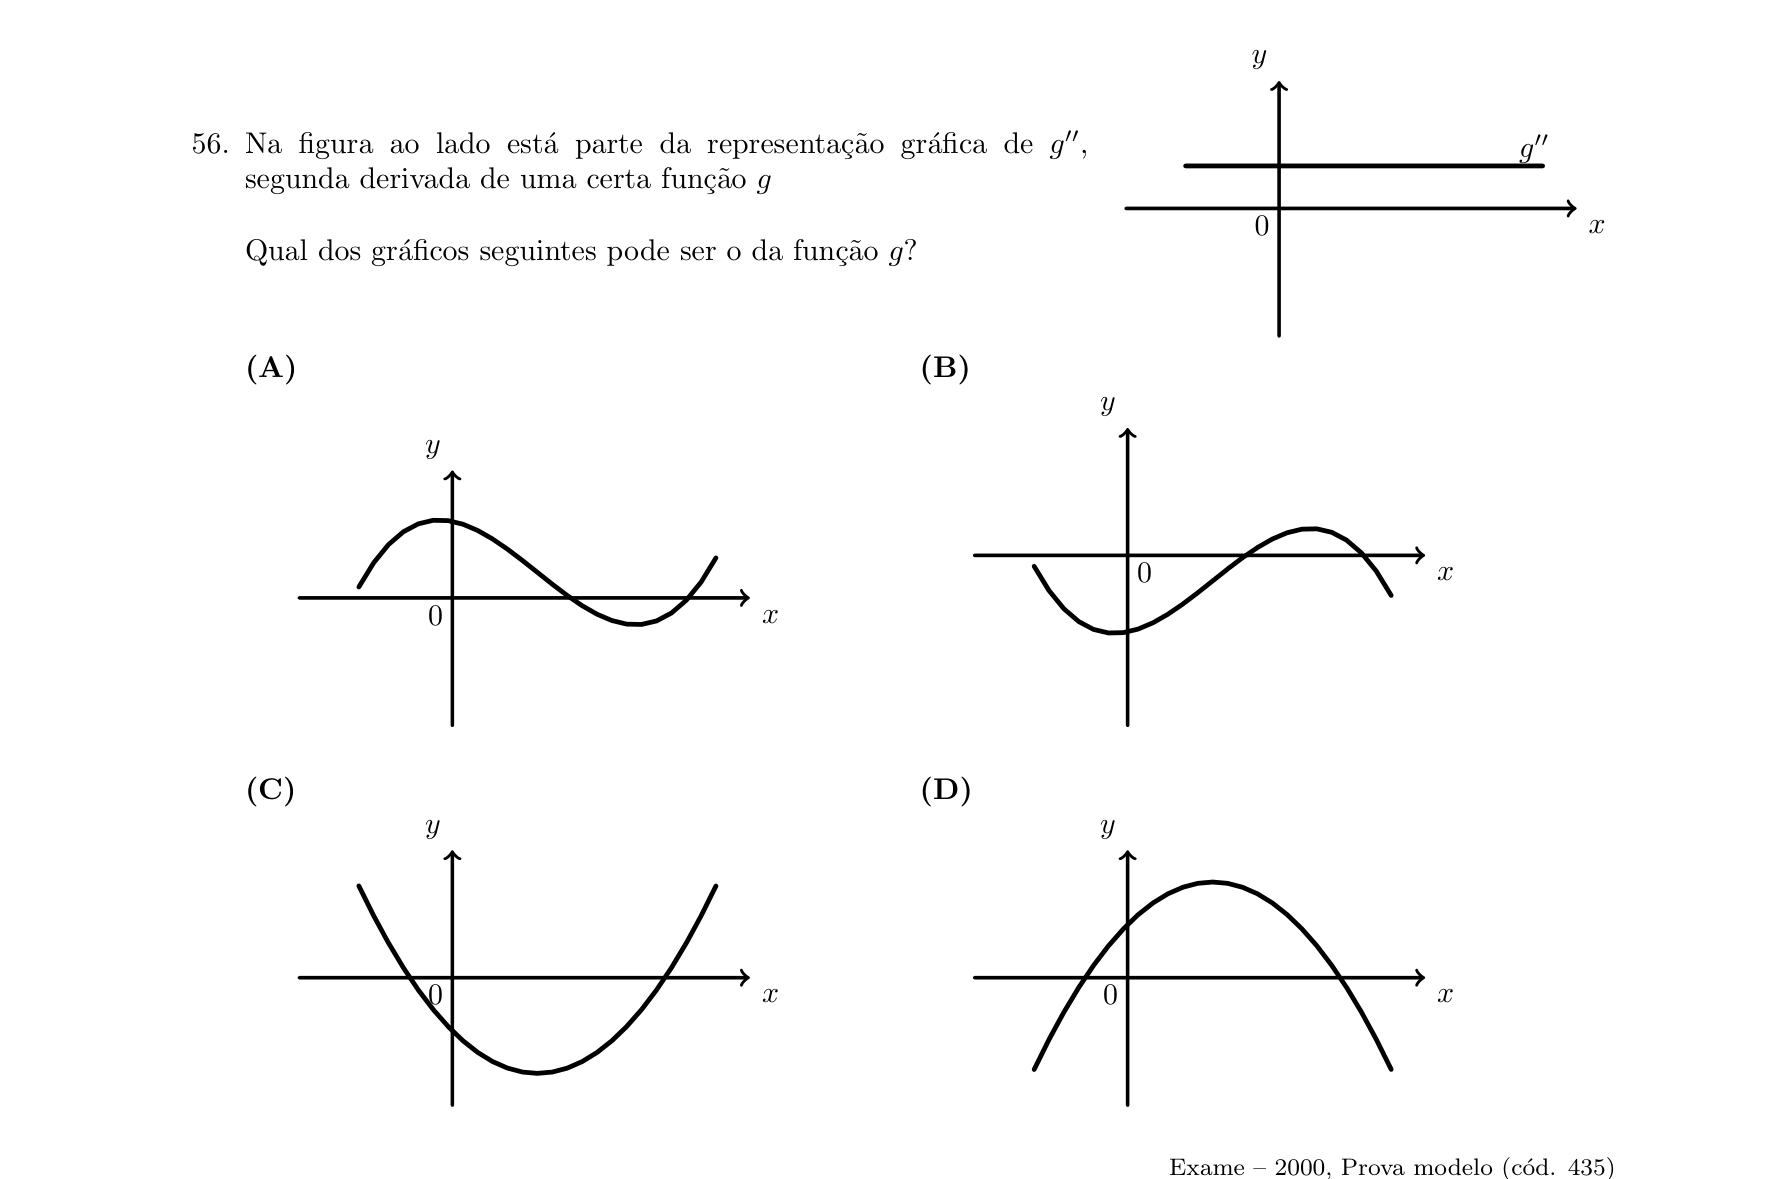 y
56. Na figura ao lado está parte da representação gráfica de g′′,
segunda derivada de uma certa função g
g′′
0
x
Qual dos gráficos seguintes pode ser o da função g?
(A)
y
0
x
(B)
y
0
x
(C)
y
0
x
(D)
y
0
x
Exame – 2000, Prova modelo (cód. 435)